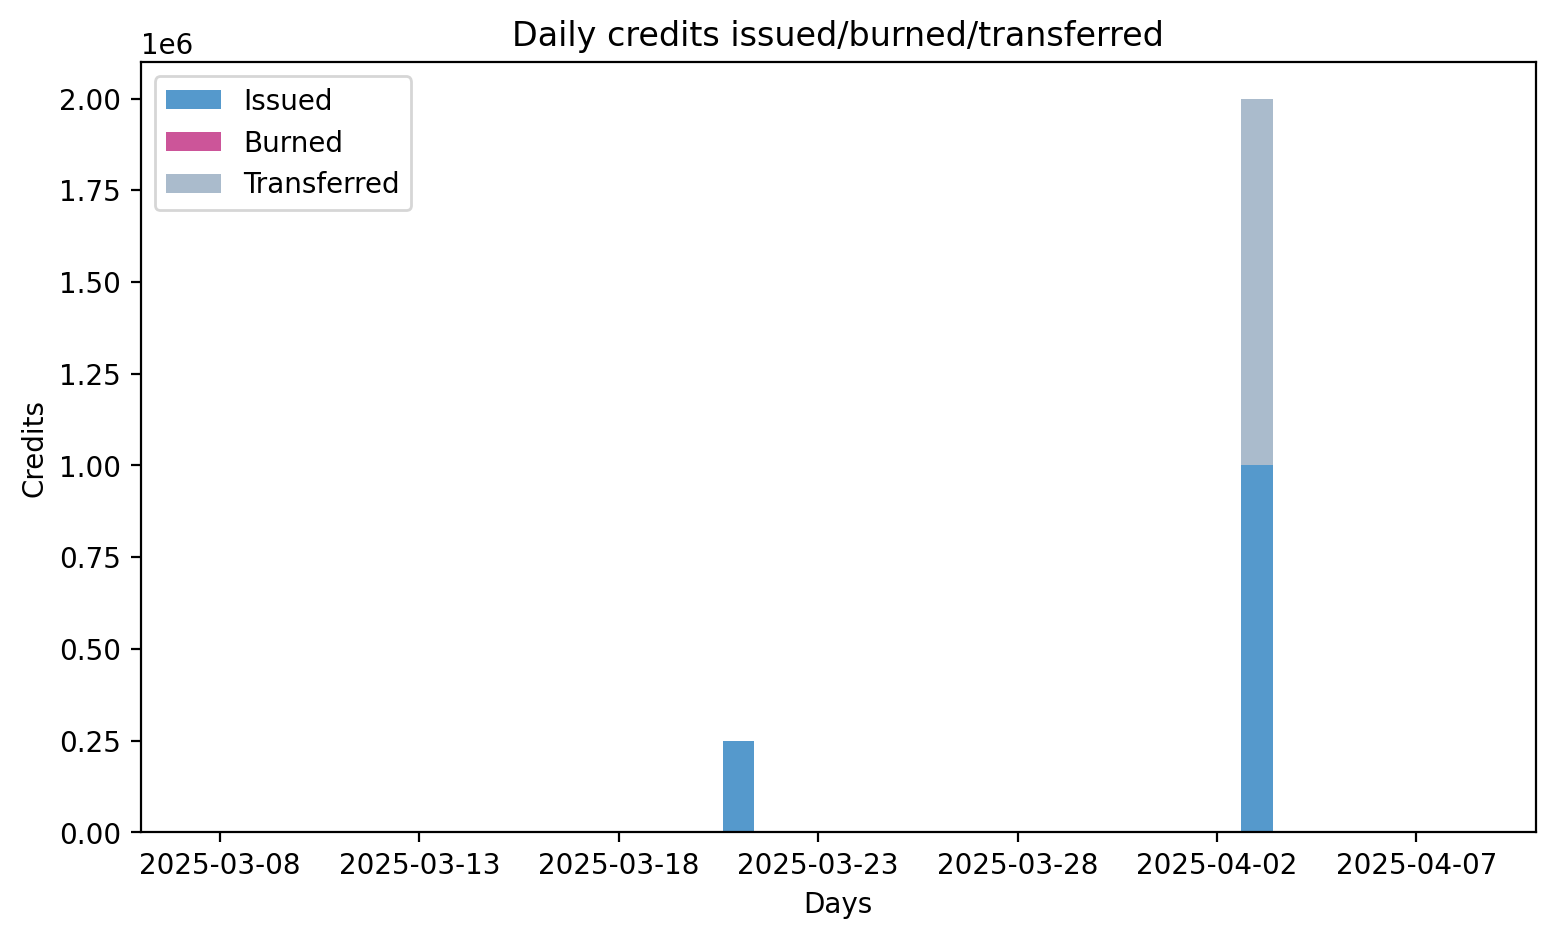 Daily credits issued/burned/transferred
1e6
Issued
Burned
Transferred
2.00
1.75
1.50
1.25
1.00
0.75
0.50
0.25
0.00
Credits
2025-03-08 2025-03-13 2025-03-18 2025-03-23 2025-03-28 2025-04-02 2025-04-07
Days